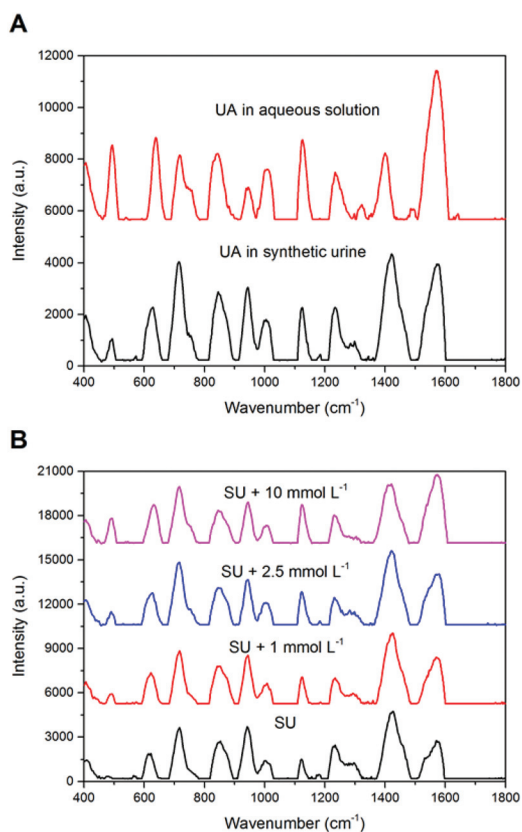 A
12000
10000
8000
6000
4000
2000
0
Intensity (a.u.)
UA in aqueous solution
UA in synthetic urine
400 600 800 1000 1200 1400 1600 1800
Wavenumber (cm⁻¹)
B
21000
18000
15000
12000
9000
6000
3000
0
Intensity (a.u.)
SU + 10 mmol L⁻¹
SU + 2.5 mmol L⁻¹
SU + 1 mmol L⁻¹
SU
400 600 800 1000 1200 1400 1600 1800
Wavenumber (cm⁻¹)